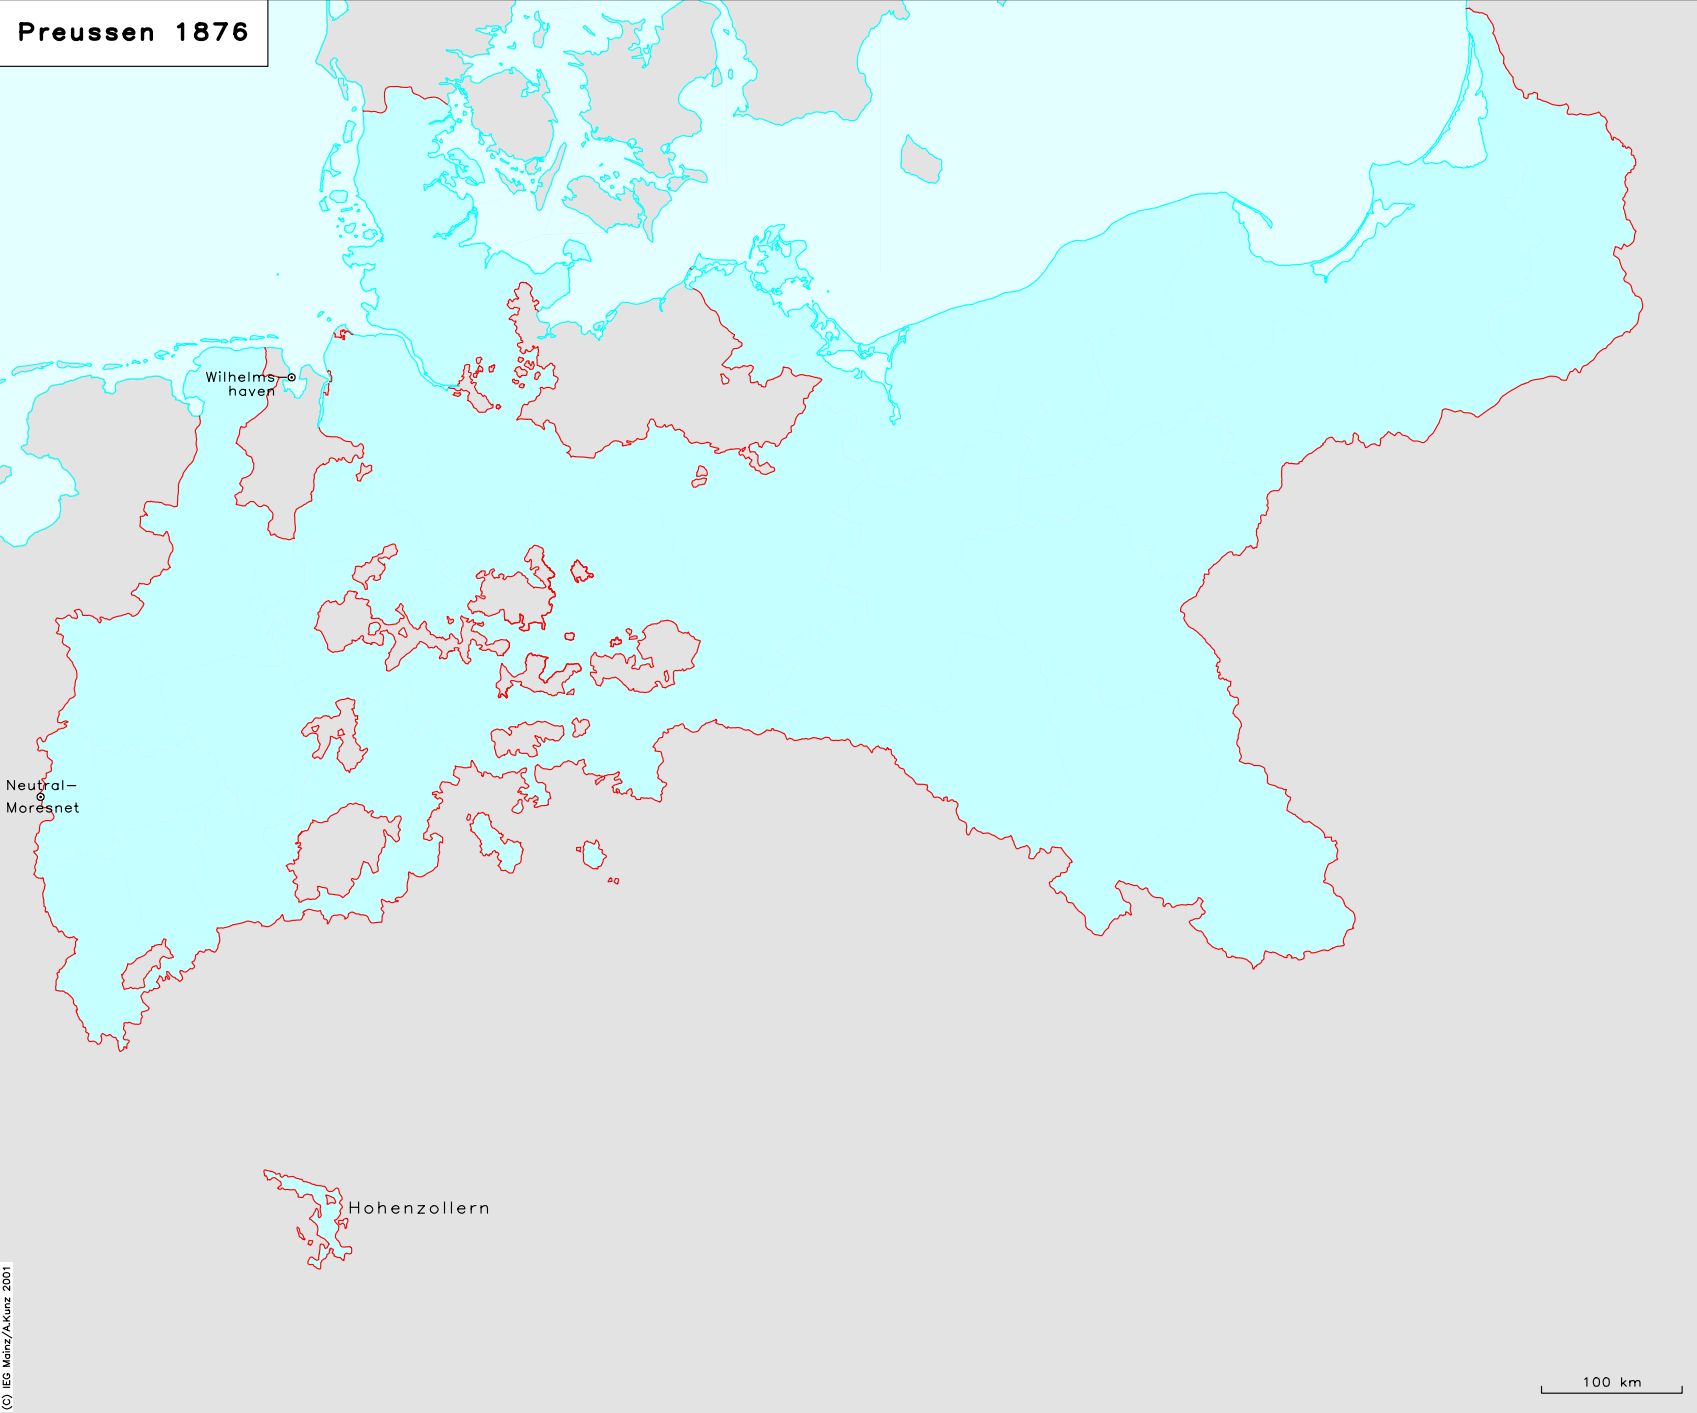 Preussen 1876
Wilhelms
haven
Neutral-
Moresnet
Hohenzollern
100 km
(C) IEG Mainz/A.Kunz 2001